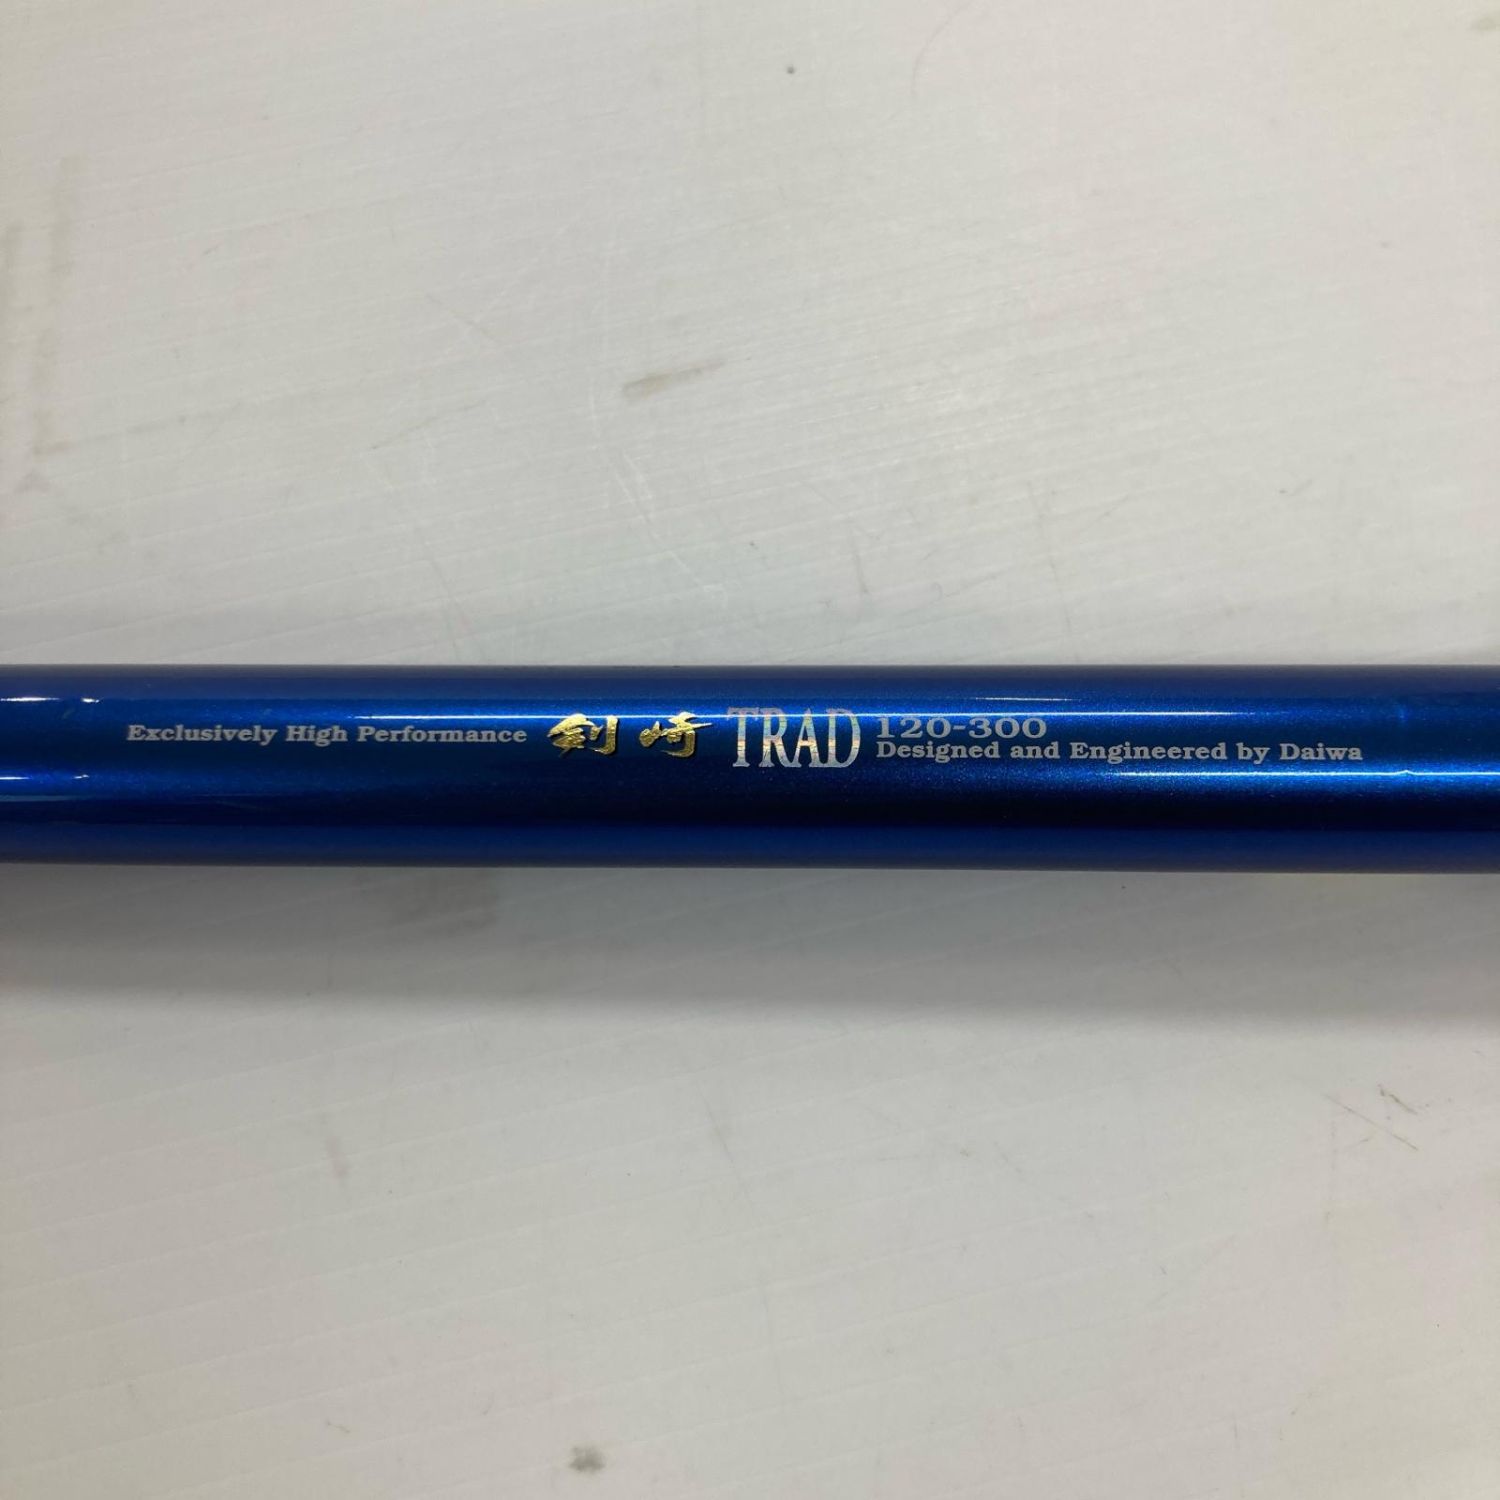 Exclusively High Performance 剣崎 TRAD 120-300
Designed and Engineered by Daiwa